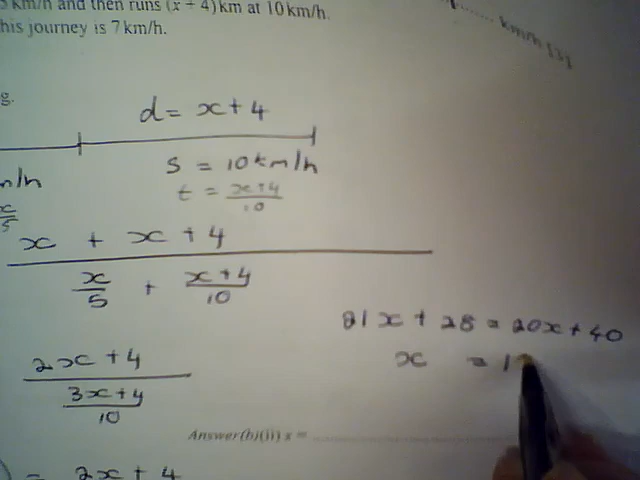 km/h and then runs (x + 4) km at 10 km/h.
his journey is 7 km/h.
km/h [3]
g.
d = x + 4
s = 10 km/h
t = (x+4)/10
x/5
x + x + 4
x/5 + (x+4)/10
21x + 28 = 20x + 40
x = 1
2x + 4
(3x+4)/10
Answer(b)(ii) x =
= 2x + 4